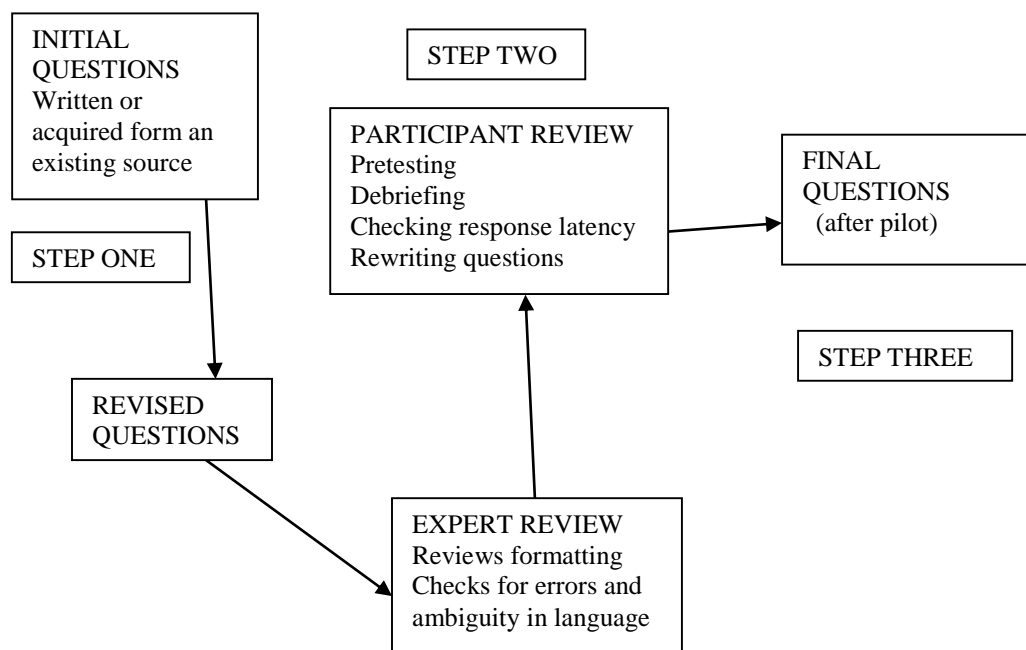 INITIAL
QUESTIONS
Written or
acquired form an
existing source
STEP ONE
REVISED
QUESTIONS
STEP TWO
EXPERT REVIEW
Reviews formatting
Checks for errors and
ambiguity in language
PARTICIPANT REVIEW
Pretesting
Debriefing
Checking response latency
Rewriting questions
FINAL
QUESTIONS
(after pilot)
STEP THREE